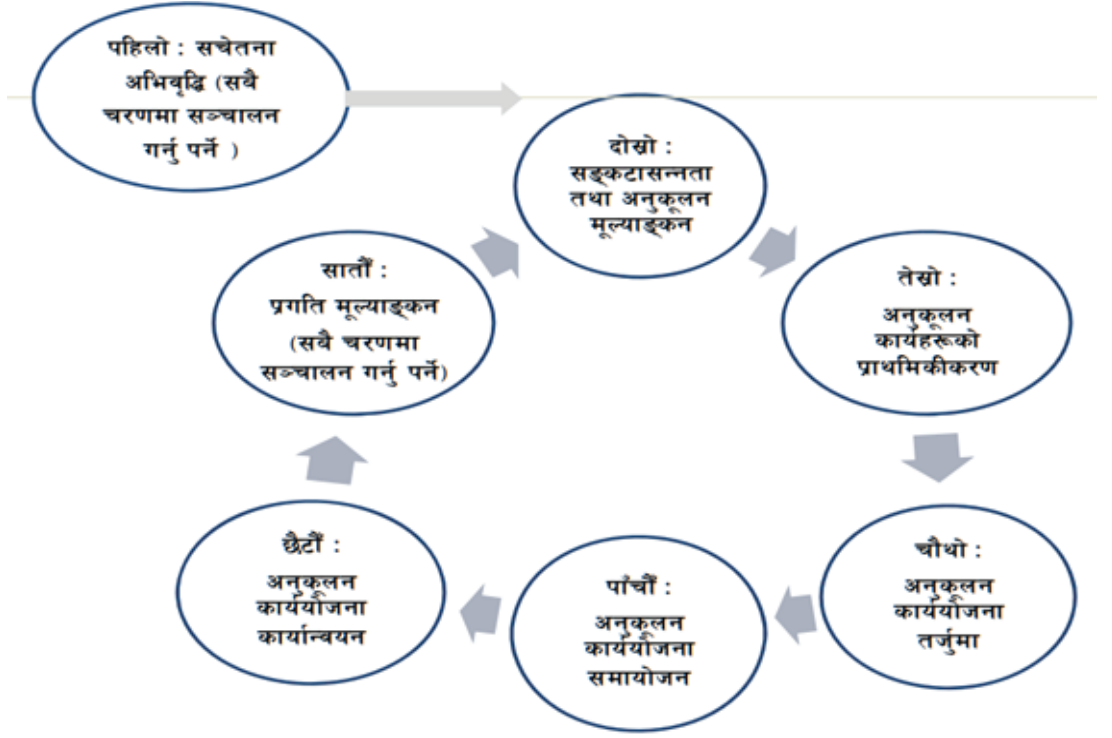 पहिलो : सचेतना
अभिबृद्धि (सबै
चरणमा सञ्चालन
गर्नु पर्ने )
दोस्रो :
सङ्कटासन्नता
तथा अनुकूलन
मूल्याङ्कन
तेस्रो :
अनुकूलन
कार्यहरूको
प्राथमिकीकरण
चौथो :
अनुकूलन
कार्ययोजना
तर्जुमा
पाँचौँ :
अनुकूलन
कार्ययोजना
समायोजन
छैटौँ :
अनुकूलन
कार्ययोजना
कार्यान्वयन
सातौँ :
प्रगति मूल्याङ्कन
(सबै चरणमा
सञ्चालन गर्नु पर्ने)